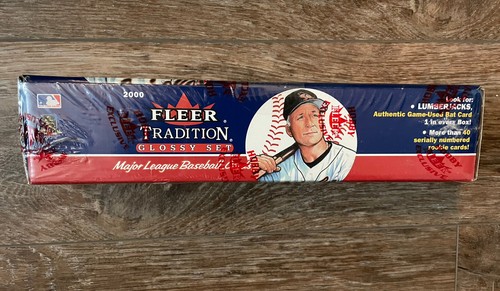 2000
FLEER
TRADITION
GLOSSY SET
Major League Baseball
Look for:
• LUMBERJACKS,
Authentic Game-Used Bat Card
1 in every Box!
• More than 40
serially numbered
rookie cards!